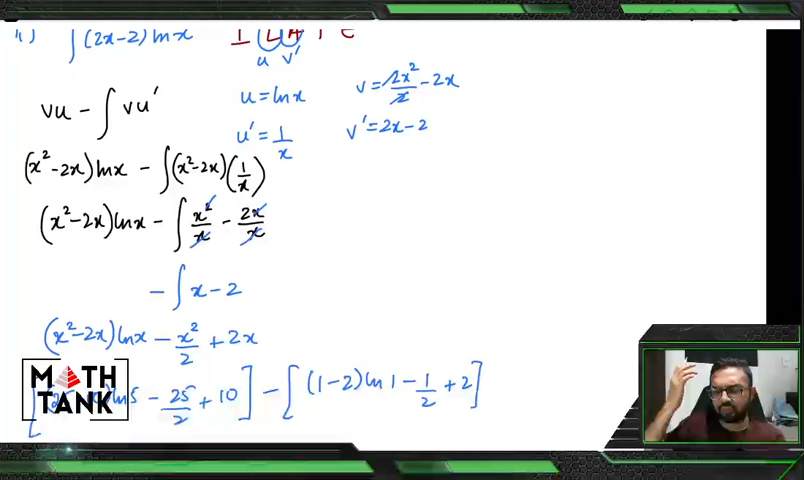 ∫(2x-2) ln x I L A T E
u v'
vu - ∫ vu' u = ln x v = 2x²/2 - 2x
u' = 1/x v' = 2x - 2
(x² - 2x) ln x - ∫(x² - 2x)(1/x)
(x² - 2x) ln x - ∫ x²/x - 2x/x
- ∫ x - 2
(x² - 2x) ln x - x²/2 + 2x
ln 5 - 25/2 + 10] - [(1 - 2) ln 1 - 1/2 + 2]
MATH
TANK